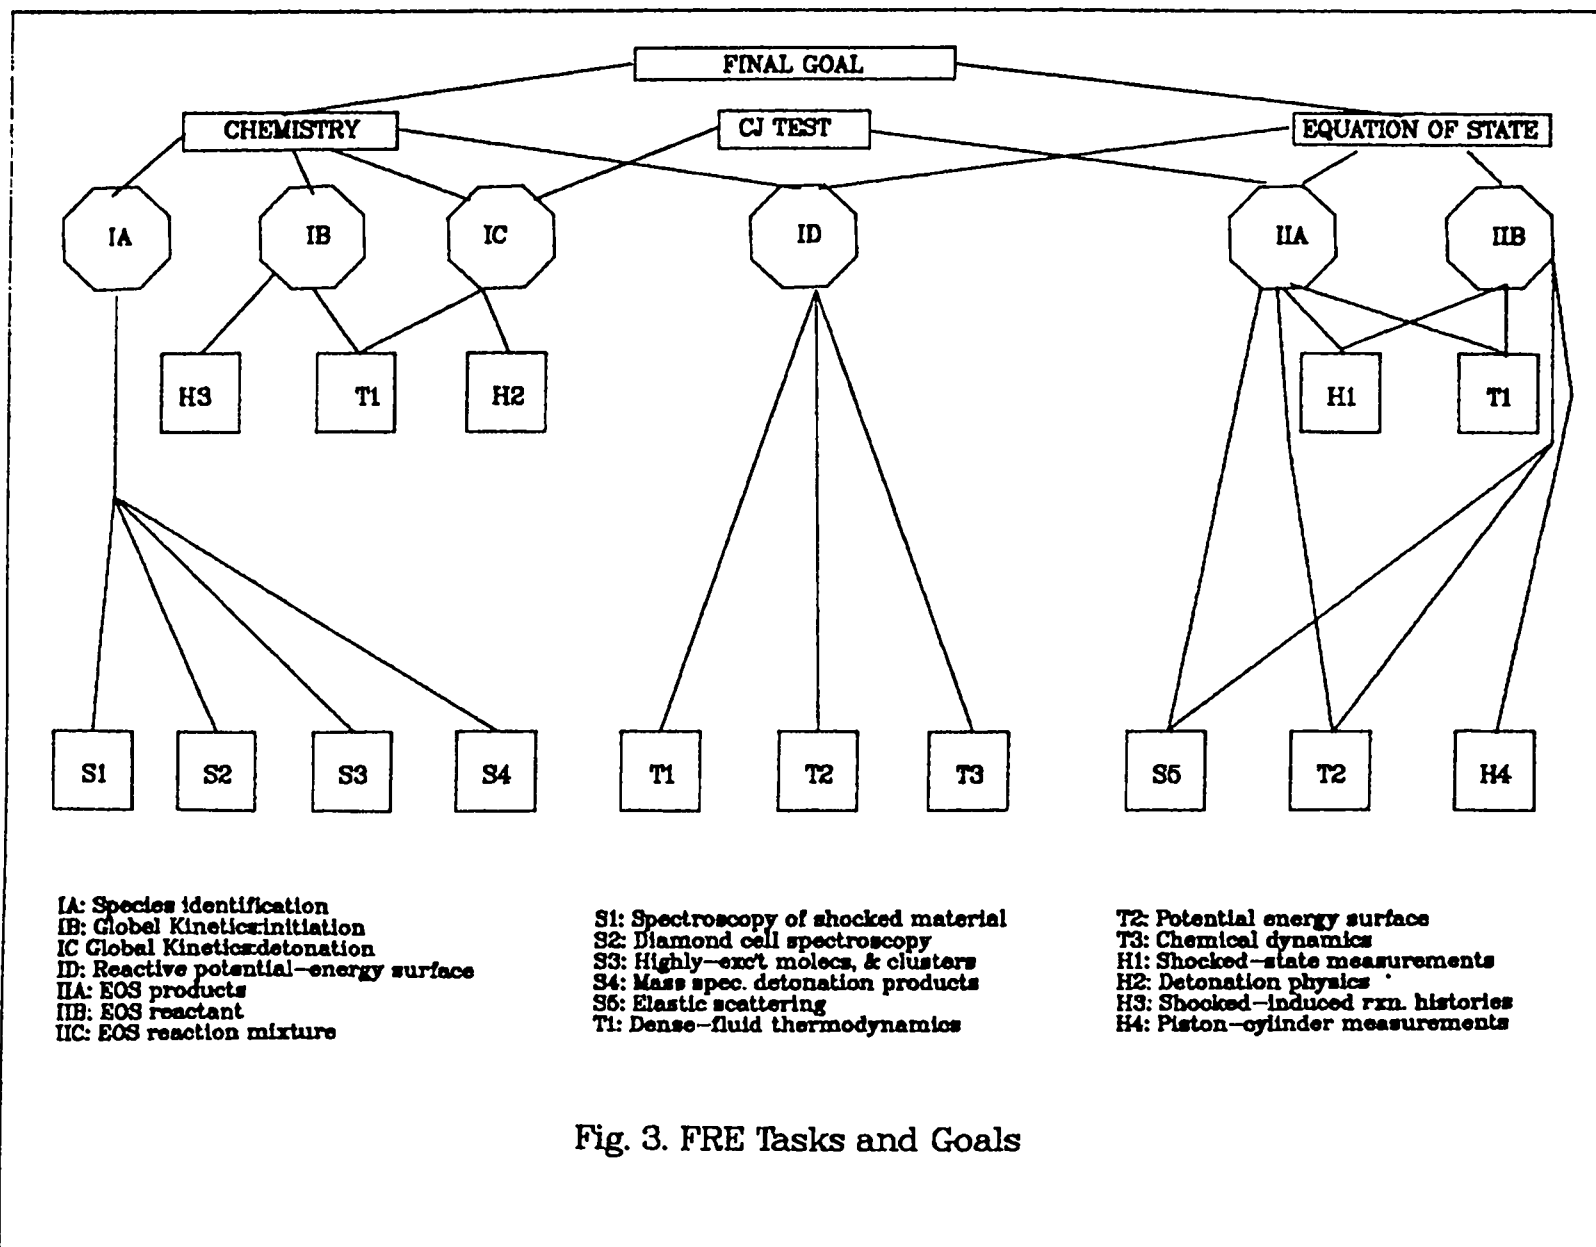 FINAL GOAL
CHEMISTRY
CJ TEST
EQUATION OF STATE
IA
IB
IC
ID
IIA
IIB
H3
T1
H2
H1
T1
S1
S2
S3
S4
T1
T2
T3
S5
T2
H4
IA: Species identification
IB: Global Kinetics:initiation
IC Global Kinetics:detonation
ID: Reactive potential-energy surface
IIA: EOS products
IIB: EOS reactant
IIC: EOS reaction mixture
S1: Spectroscopy of shocked material
S2: Diamond cell spectroscopy
S3: Highly-exc't molecs, & clusters
S4: Mass spec. detonation products
S5: Elastic scattering
T1: Dense-fluid thermodynamics
T2: Potential energy surface
T3: Chemical dynamics
H1: Shocked-state measurements
H2: Detonation physics
H3: Shocked-induced rxn. histories
H4: Piston-cylinder measurements
Fig. 3. FRE Tasks and Goals